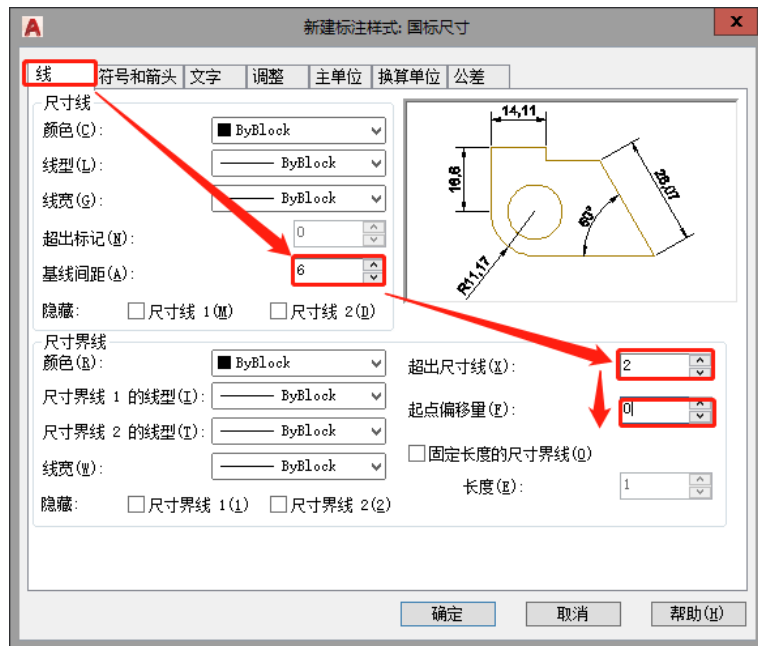 A 新建标注样式: 国标尺寸 x
线 符号和箭头 文字 调整 主单位 换算单位 公差
尺寸线
颜色(C): ByBlock
线型(L): ByBlock
线宽(G): ByBlock
超出标记(N): 0
基线间距(A): 6
隐藏: 尺寸线 1(M) 尺寸线 2(D)
14,11
16,6
28,07
60°
R11,17
尺寸界线
颜色(R): ByBlock
尺寸界线 1 的线型(I): ByBlock
尺寸界线 2 的线型(T): ByBlock
线宽(W): ByBlock
隐藏: 尺寸界线 1(1) 尺寸界线 2(2)
超出尺寸线(X): 2
起点偏移量(F): 0
固定长度的尺寸界线(O)
长度(E): 1
确定 取消 帮助(H)